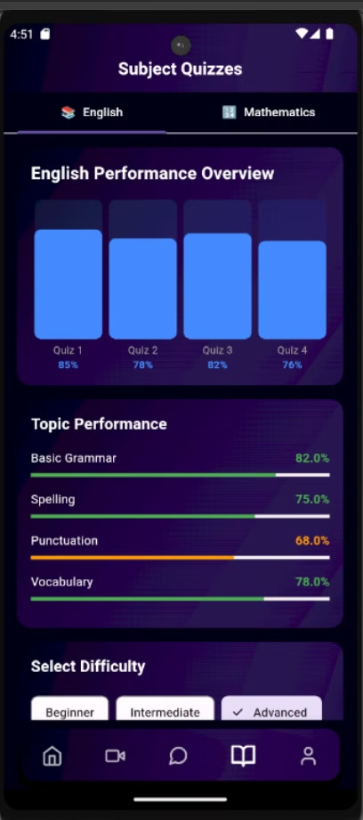 4:51
Subject Quizzes
English Mathematics
English Performance Overview
Quiz 1 Quiz 2 Quiz 3 Quiz 4
85% 78% 82% 76%
Topic Performance
Basic Grammar 82.0%
Spelling 75.0%
Punctuation 68.0%
Vocabulary 78.0%
Select Difficulty
Beginner Intermediate Advanced